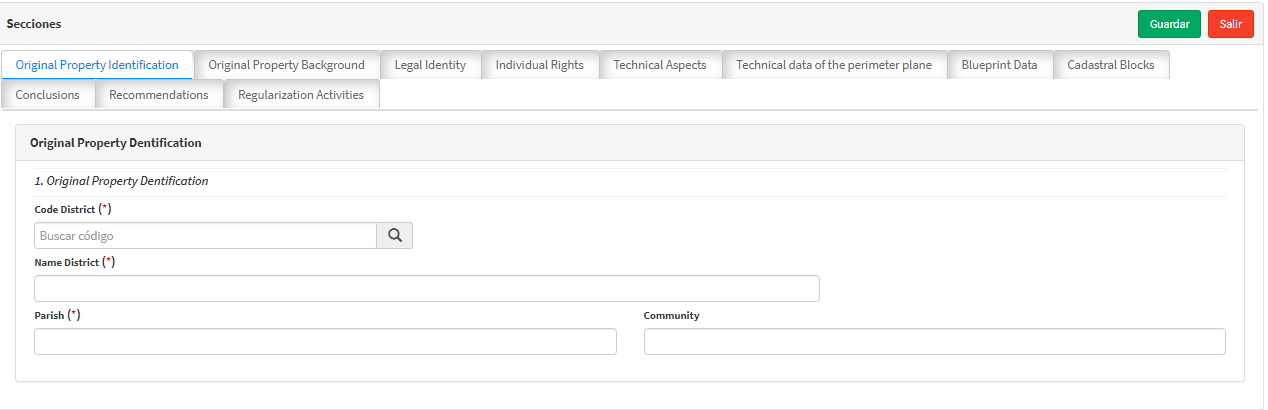 Secciones Guardar Salir
Original Property Identification Original Property Background Legal Identity Individual Rights Technical Aspects Technical data of the perimeter plane Blueprint Data Cadastral Blocks
Conclusions Recommendations Regularization Activities
Original Property Dentification
1. Original Property Dentification
Code District (*)
Buscar código
Name District (*)
Parish (*) Community